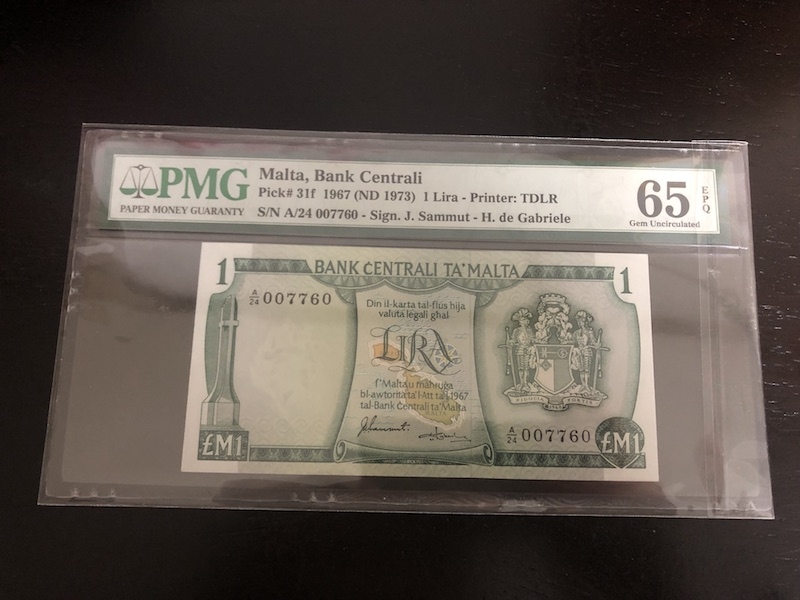 PMG
PAPER MONEY GUARANTY
Malta, Bank Centrali
Pick# 31f 1967 (ND 1973) 1 Lira - Printer: TDLR
S/N A/24 007760 - Sign. J. Sammut - H. de Gabriele
65 EPQ
Gem Uncirculated
1 BANK ĊENTRALI TA' MALTA 1
A/24 007760
Din il-karta tal-flus hija
valuta legali għal
LIRA
f'Malta u maħruġa
bl-awtorità ta' l-Att tal-1967
tal-Bank Ċentrali ta' Malta
A/24 007760
£M1 £M1